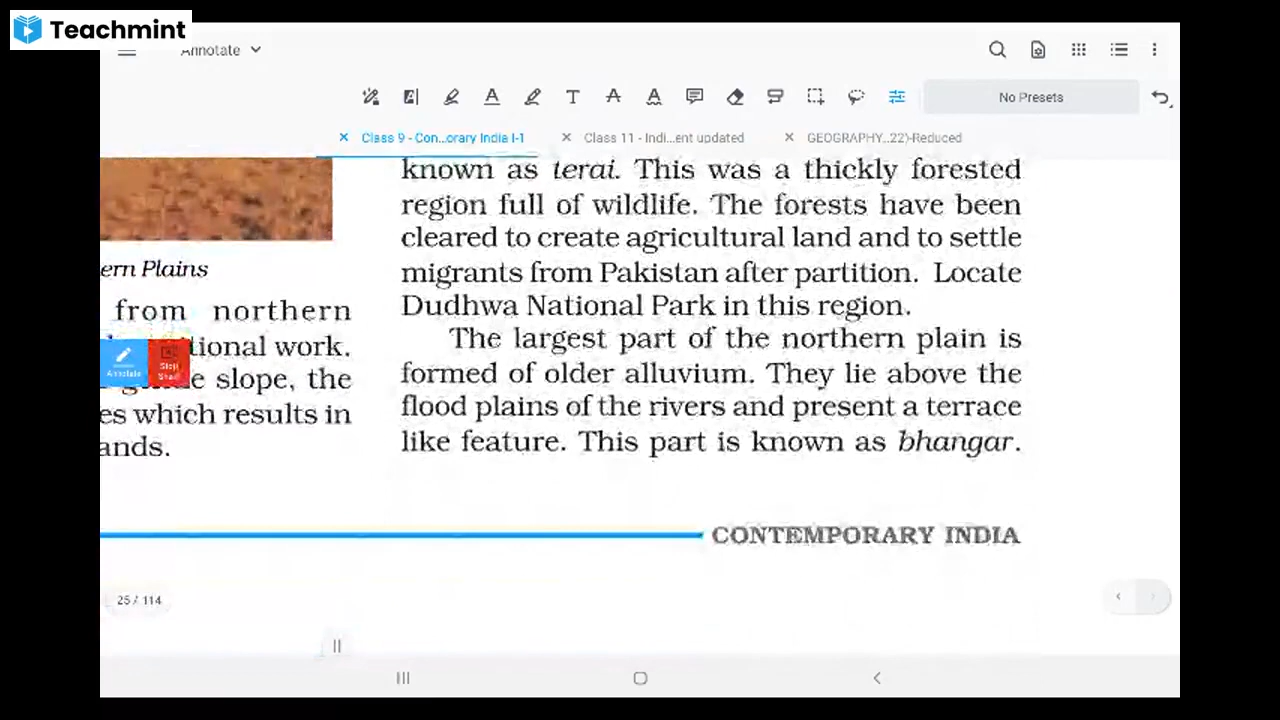 Teachmint
Annotate
No Presets
Class 9 - Con...orary India I-1
Class 11 - Indi...ent updated
GEOGRAPHY...22)-Reduced
ern Plains
from northern
tional work.
slope, the
es which results in
ands.
Annotate
known as terai. This was a thickly forested
region full of wildlife. The forests have been
cleared to create agricultural land and to settle
migrants from Pakistan after partition. Locate
Dudhwa National Park in this region.
The largest part of the northern plain is
formed of older alluvium. They lie above the
flood plains of the rivers and present a terrace
like feature. This part is known as bhangar.
CONTEMPORARY INDIA
25 / 114